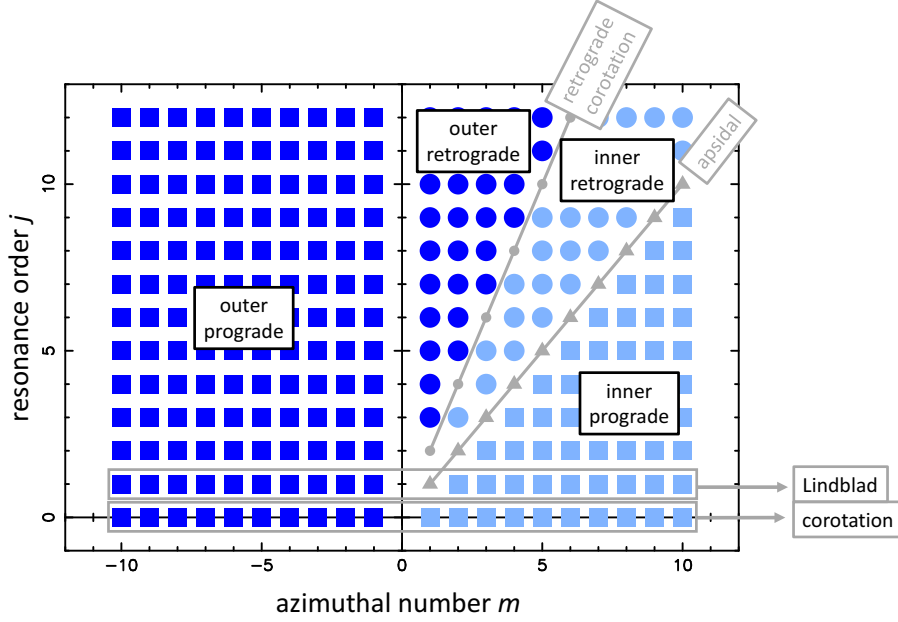 retrograde
corotation
apsidal
outer
retrograde
inner
retrograde
outer
prograde
inner
prograde
Lindblad
corotation
resonance order j
10
5
0
−10
−5
0
5
10
azimuthal number m